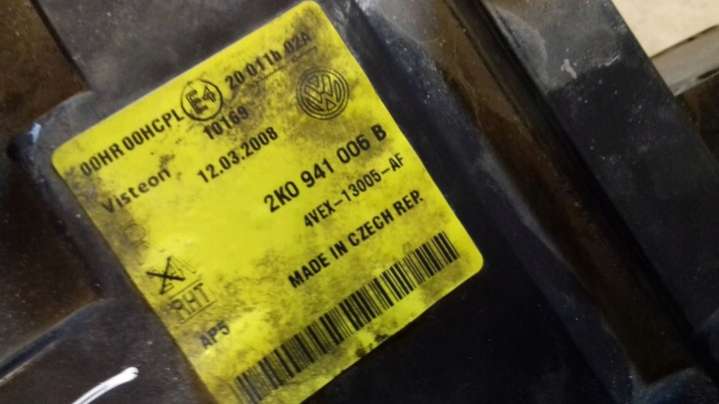 00HR 00HCPL E4 20 011b 02A
10169
Visteon 12.03.2008
2K0 941 006 B
4VEX-13005-AF
MADE IN CZECH REP.
RHT
AP5